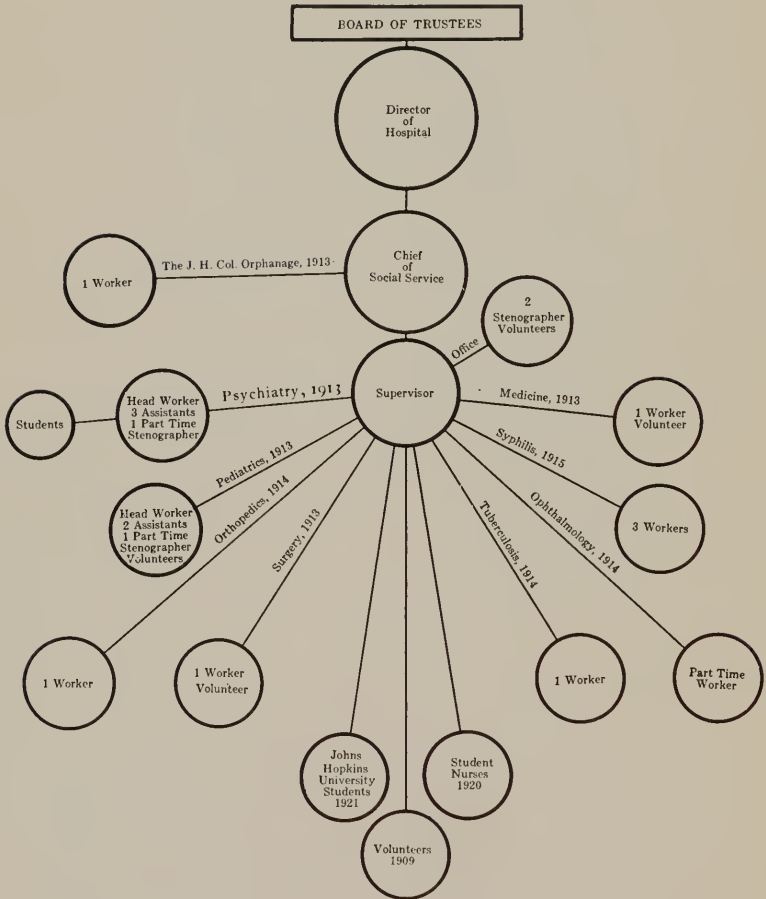 BOARD OF TRUSTEES
Director
of
Hospital
Chief
of
Social Service
The J. H. Col. Orphanage, 1913
1 Worker
2
Stenographer
Volunteers
Office
Supervisor
Psychiatry, 1913
Head Worker
3 Assistants
1 Part Time
Stenographer
Students
Medicine, 1913
1 Worker
Volunteer
Pediatrics, 1913
Head Worker
2 Assistants
1 Part Time
Stenographer
Volunteers
Syphilis, 1915
3 Workers
Orthopedics, 1914
1 Worker
Surgery, 1913
1 Worker
Volunteer
Tuberculosis, 1914
1 Worker
Ophthalmology, 1914
Part Time
Worker
Johns
Hopkins
University
Students
1921
Student
Nurses
1920
Volunteers
1909